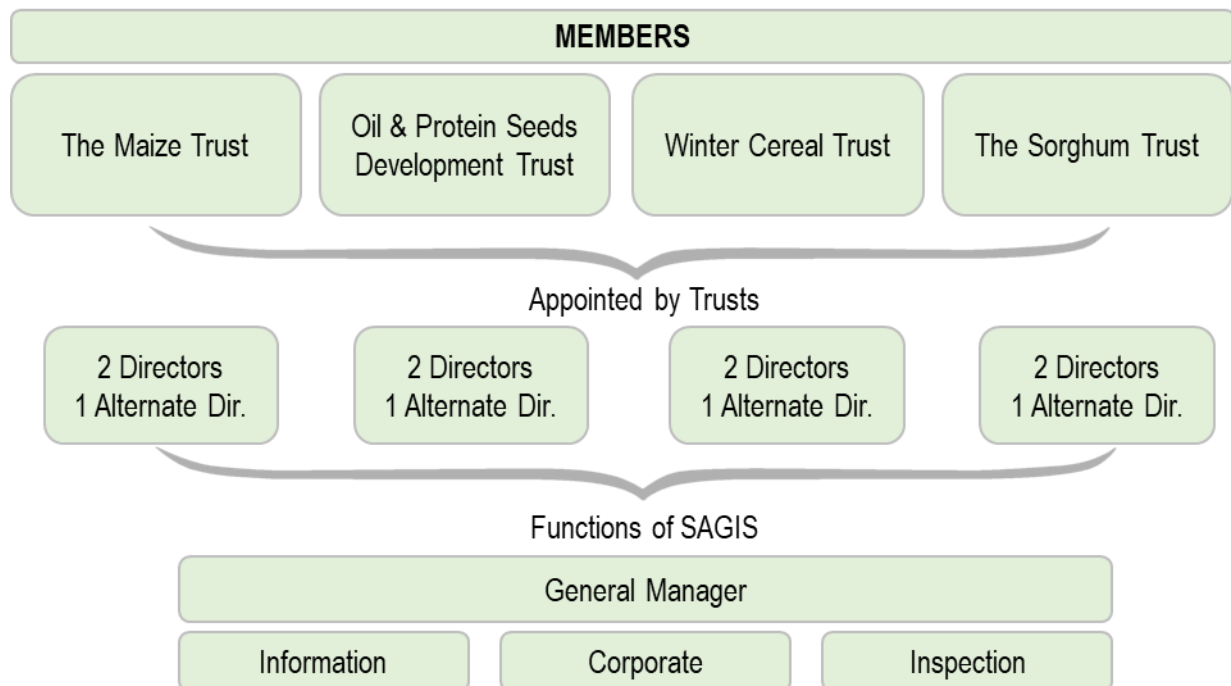 MEMBERS
The Maize Trust
Oil & Protein Seeds
Development Trust
Winter Cereal Trust
The Sorghum Trust
Appointed by Trusts
2 Directors
1 Alternate Dir.
2 Directors
1 Alternate Dir.
2 Directors
1 Alternate Dir.
2 Directors
1 Alternate Dir.
Functions of SAGIS
General Manager
Information
Corporate
Inspection